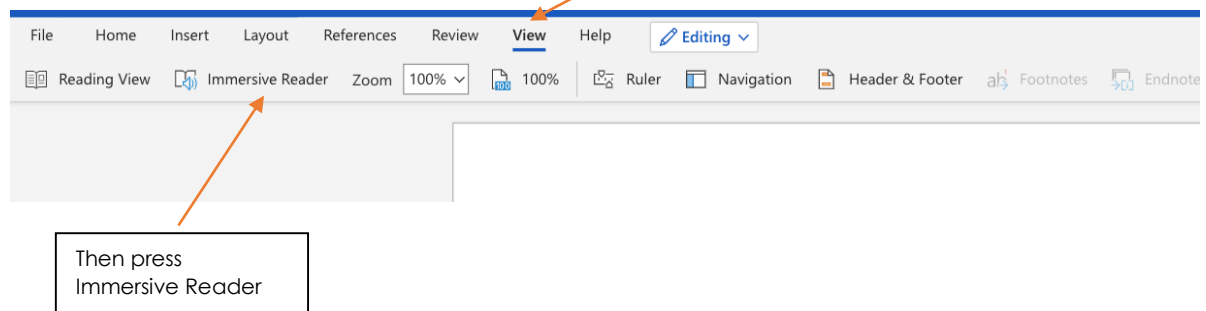 File Home Insert Layout References Review View Help Editing
Reading View Immersive Reader Zoom 100% 100% Ruler Navigation Header & Footer Footnotes Endnote
Then press
Immersive Reader